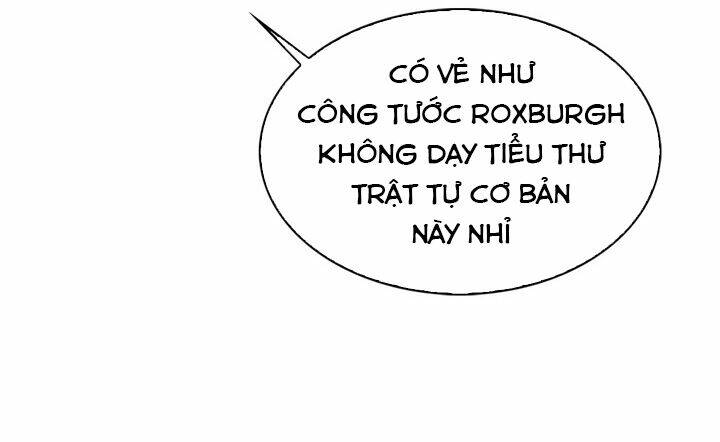 CÓ VẺ NHƯ
CÔNG TƯỚC ROXBURGH
KHÔNG DẠY TIỂU THƯ
TRẬT TỰ CƠ BẢN
NÀY NHỈ